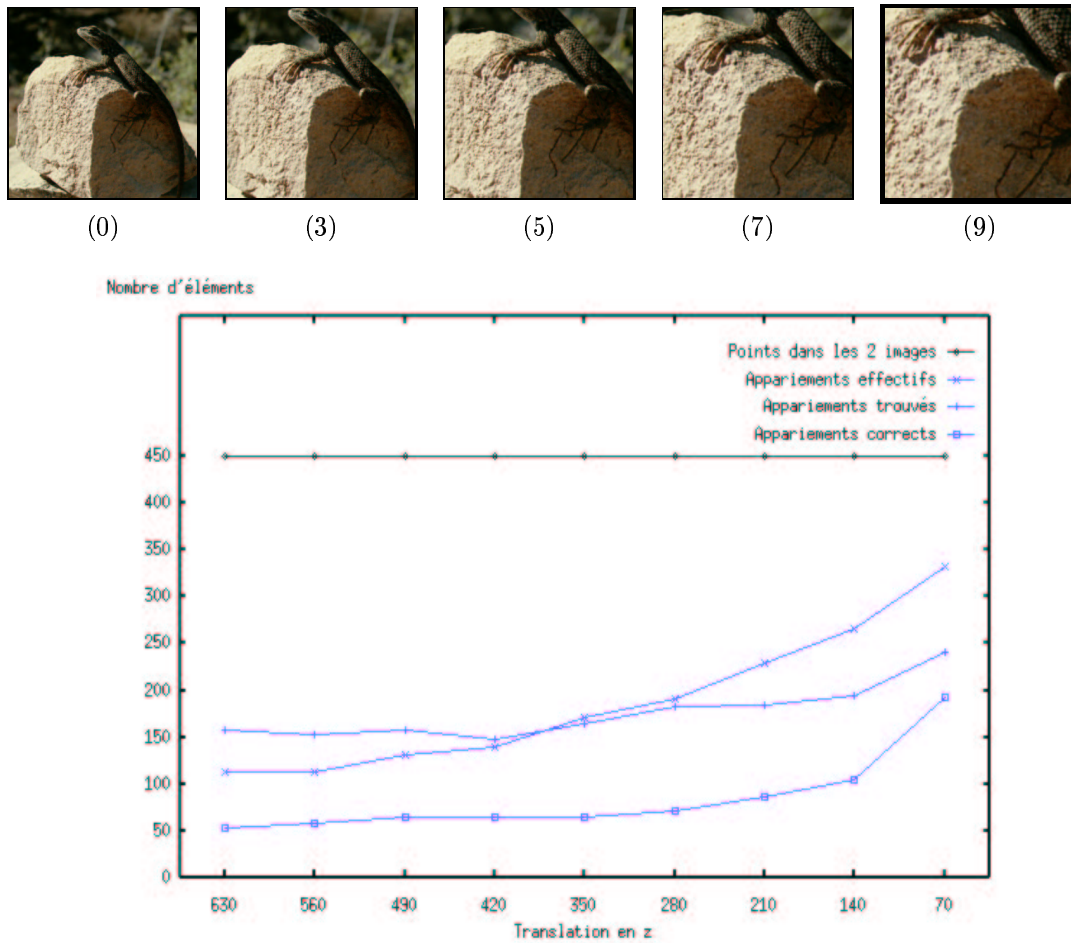 (0) (3) (5) (7) (9)
Nombre d'éléments
Points dans les 2 images
Appariements effectifs
Appariements trouvés
Appariements corrects
450
400
350
300
250
200
150
100
50
0
630 560 490 420 350 280 210 140 70
Translation en z